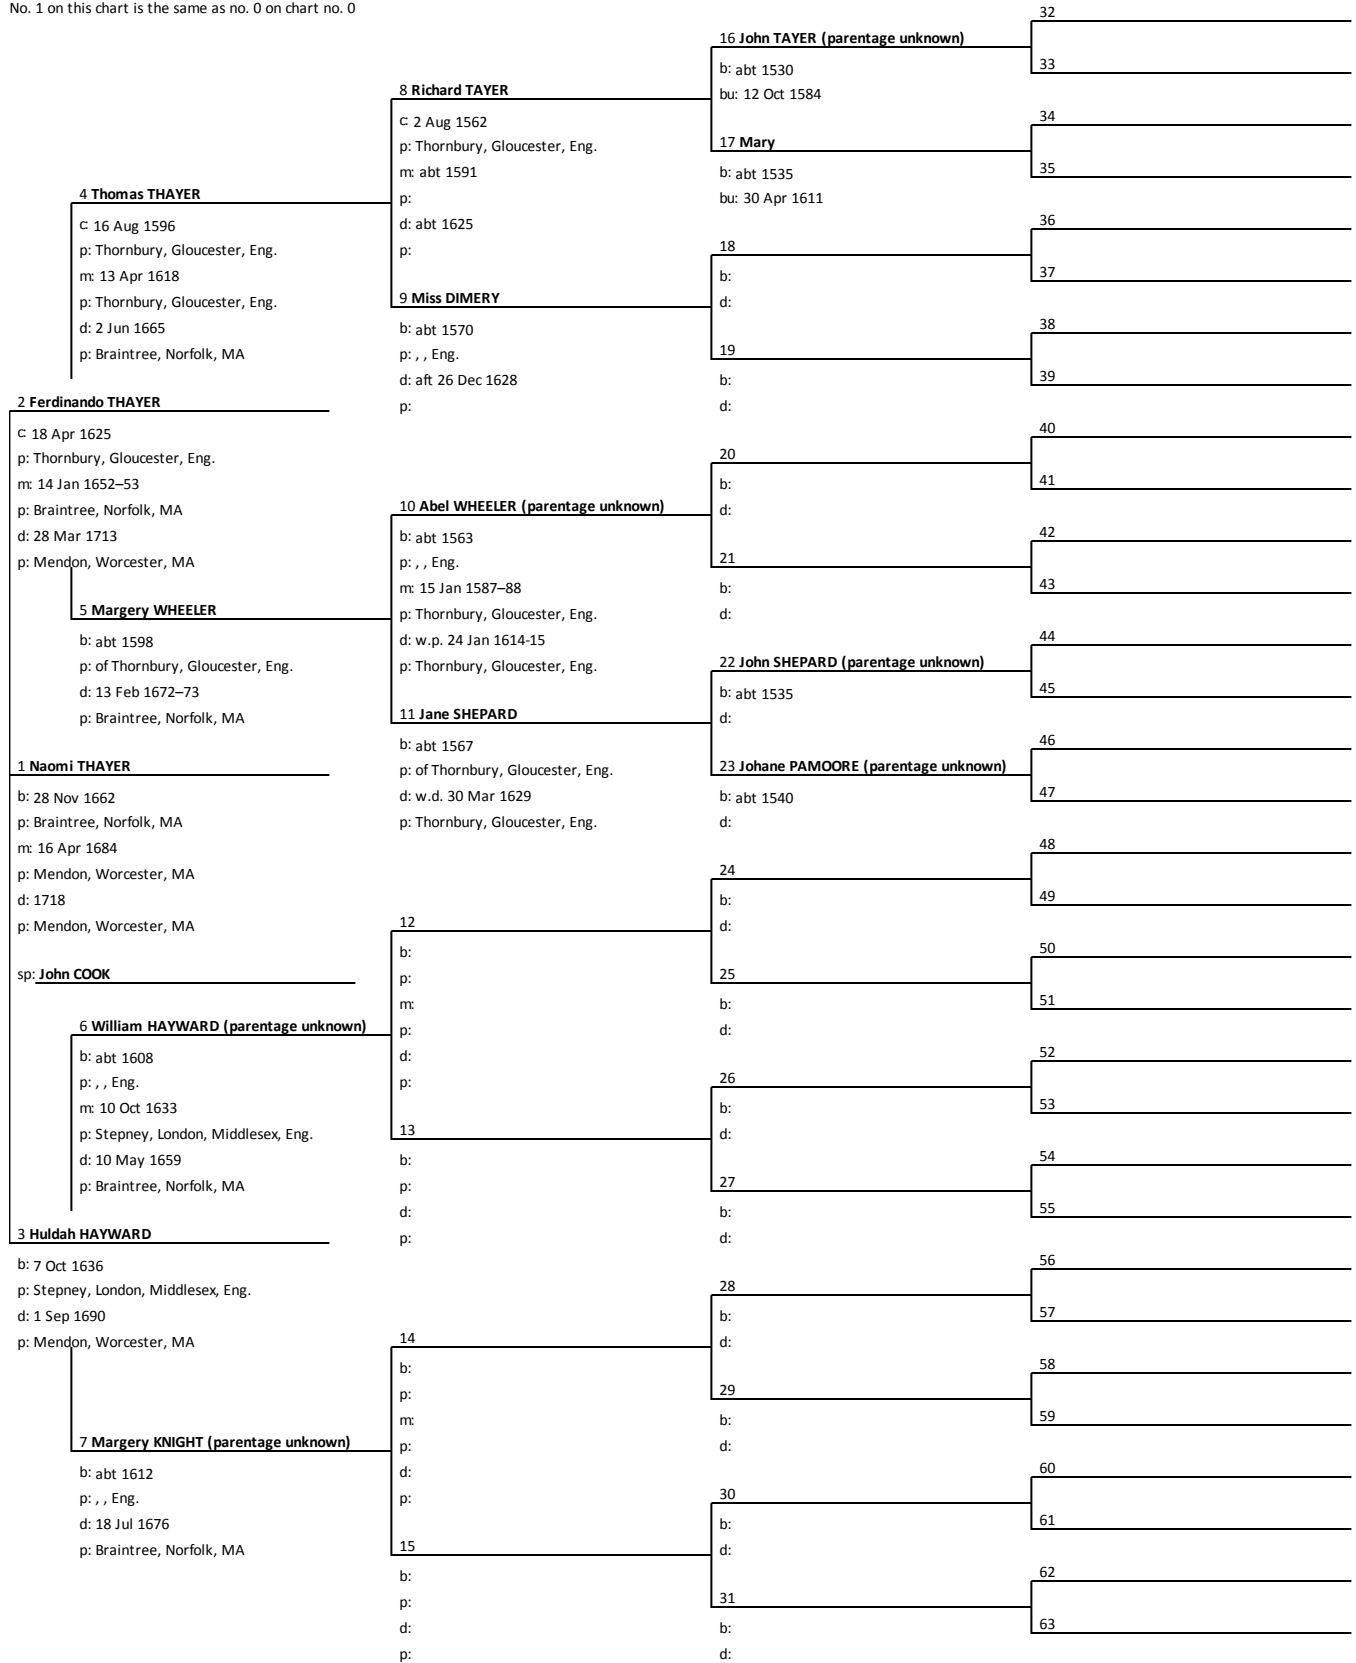 No. 1 on this chart is the same as no. 0 on chart no. 0
4 Thomas THAYER
c: 16 Aug 1596
p: Thornbury, Gloucester, Eng.
m: 13 Apr 1618
p: Thornbury, Gloucester, Eng.
d: 2 Jun 1665
p: Braintree, Norfolk, MA
2 Ferdinando THAYER
c: 18 Apr 1625
p: Thornbury, Gloucester, Eng.
m: 14 Jan 1652–53
p: Braintree, Norfolk, MA
d: 28 Mar 1713
p: Mendon, Worcester, MA
5 Margery WHEELER
b: abt 1598
p: of Thornbury, Gloucester, Eng.
d: 13 Feb 1672–73
p: Braintree, Norfolk, MA
1 Naomi THAYER
b: 28 Nov 1662
p: Braintree, Norfolk, MA
m: 16 Apr 1684
p: Mendon, Worcester, MA
d: 1718
p: Mendon, Worcester, MA
sp: John COOK
6 William HAYWARD (parentage unknown)
b: abt 1608
p: , , Eng.
m: 10 Oct 1633
p: Stepney, London, Middlesex, Eng.
d: 10 May 1659
p: Braintree, Norfolk, MA
3 Huldah HAYWARD
b: 7 Oct 1636
p: Stepney, London, Middlesex, Eng.
d: 1 Sep 1690
p: Mendon, Worcester, MA
7 Margery KNIGHT (parentage unknown)
b: abt 1612
p: , , Eng.
d: 18 Jul 1676
p: Braintree, Norfolk, MA
8 Richard TAYER
c: 2 Aug 1562
p: Thornbury, Gloucester, Eng.
m: abt 1591
p:
d: abt 1625
p:
9 Miss DIMERY
b: abt 1570
p: , , Eng.
d: aft 26 Dec 1628
p:
10 Abel WHEELER (parentage unknown)
b: abt 1563
p: , , Eng.
m: 15 Jan 1587–88
p: Thornbury, Gloucester, Eng.
d: w.p. 24 Jan 1614-15
p: Thornbury, Gloucester, Eng.
11 Jane SHEPARD
b: abt 1567
p: of Thornbury, Gloucester, Eng.
d: w.d. 30 Mar 1629
p: Thornbury, Gloucester, Eng.
12
b:
p:
m:
p:
d:
p:
13
b:
p:
d:
p:
14
b:
p:
m:
p:
d:
p:
15
b:
p:
d:
p:
16 John TAYER (parentage unknown)
b: abt 1530
bu: 12 Oct 1584
17 Mary
b: abt 1535
bu: 30 Apr 1611
18
b:
d:
19
b:
d:
20
b:
d:
21
b:
d:
22 John SHEPARD (parentage unknown)
b: abt 1535
d:
23 Johane PAMOORE (parentage unknown)
b: abt 1540
d:
24
b:
d:
25
b:
d:
26
b:
d:
27
b:
d:
28
b:
d:
29
b:
d:
30
b:
d:
31
b:
d:
32
33
34
35
36
37
38
39
40
41
42
43
44
45
46
47
48
49
50
51
52
53
54
55
56
57
58
59
60
61
62
63